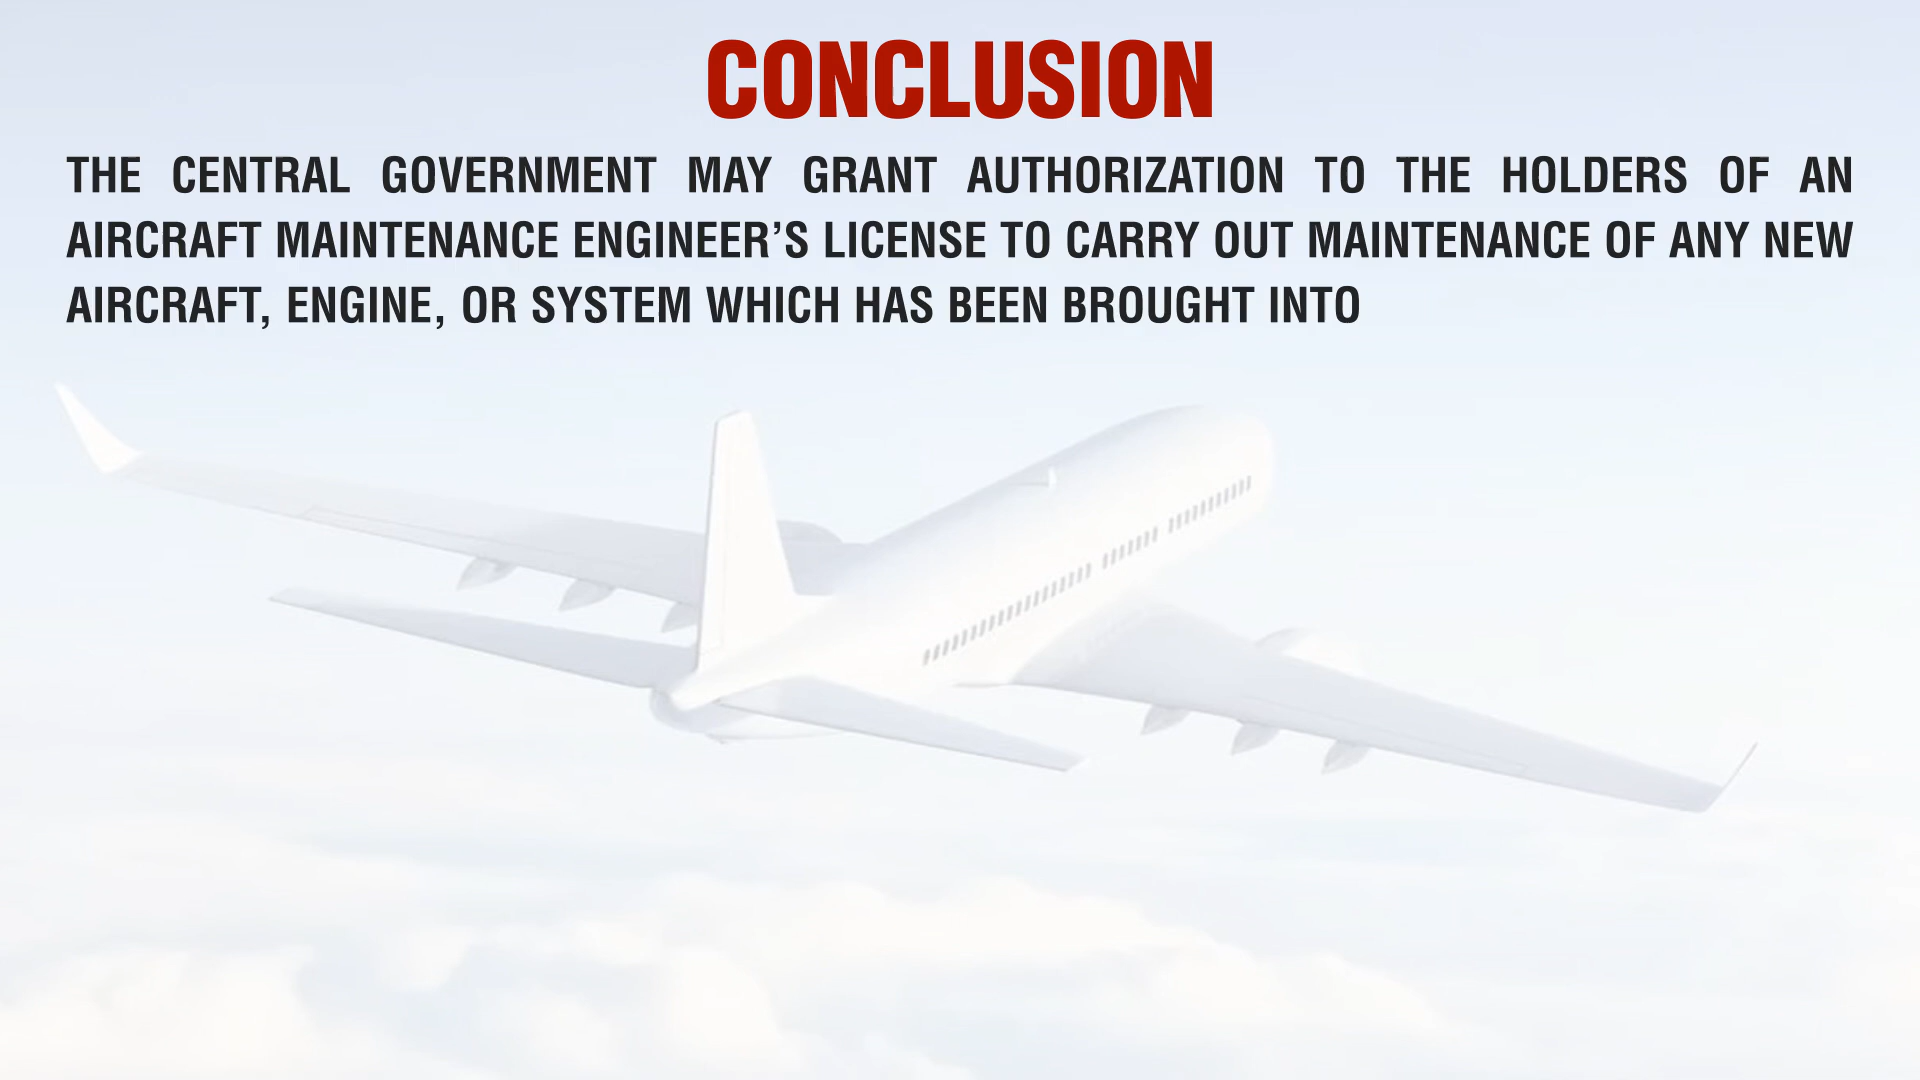 CONCLUSION
THE CENTRAL GOVERNMENT MAY GRANT AUTHORIZATION TO THE HOLDERS OF AN
AIRCRAFT MAINTENANCE ENGINEER’S LICENSE TO CARRY OUT MAINTENANCE OF ANY NEW
AIRCRAFT, ENGINE, OR SYSTEM WHICH HAS BEEN BROUGHT INTO